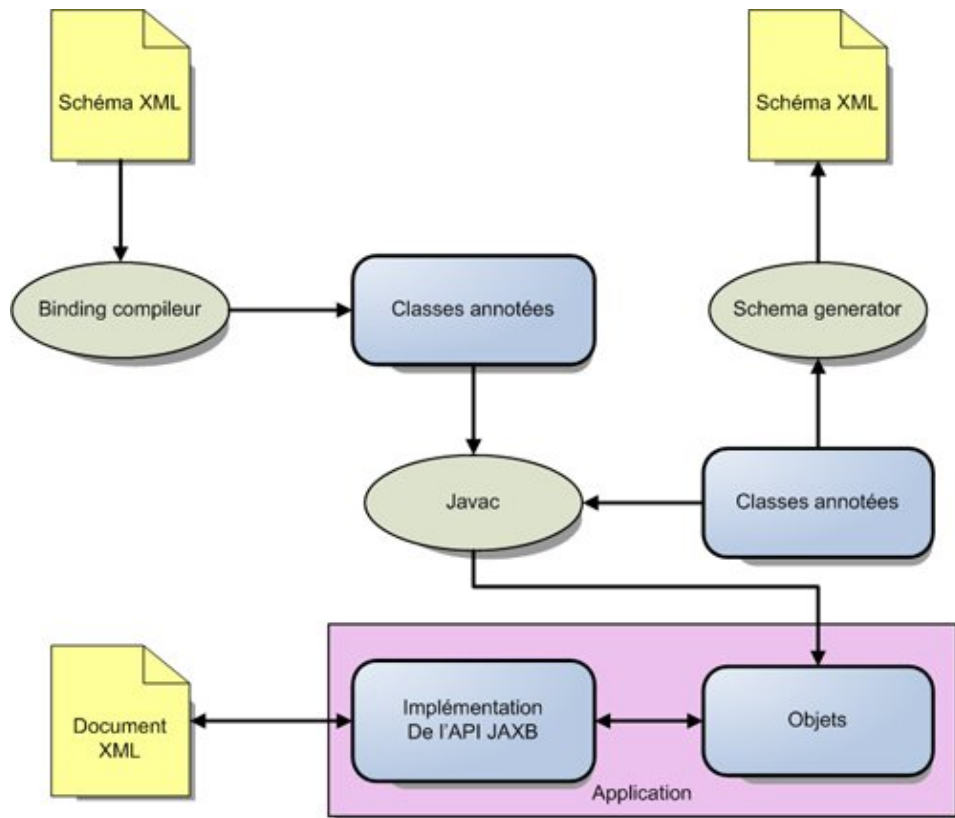 Schéma XML
Schéma XML
Binding compileur
Classes annotées
Schema generator
Javac
Classes annotées
Document
XML
Implémentation
De l'API JAXB
Objets
Application